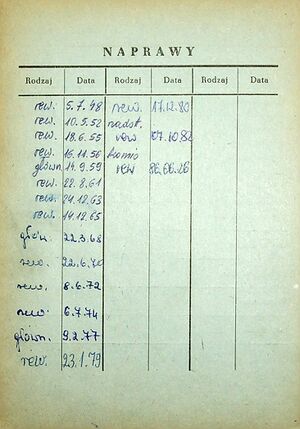 NAPRAWY
Rodzaj Data Rodzaj Data Rodzaj Data
rew. 5.7.48 rew. 17.12.80
rew. 10.5.52 nadst.
rew. 18.6.55 rew 07.10.82
rew. 16.11.56
główn. 14.9.59 rew 86.06.26
rew. 22.8.61
rew. 24.12.63
rew. 14.12.65
główn. 22.3.68
rew. 22.6.70
rew. 8.6.72
rew. 6.7.74
główn. 9.2.77
rew. 23.1.79